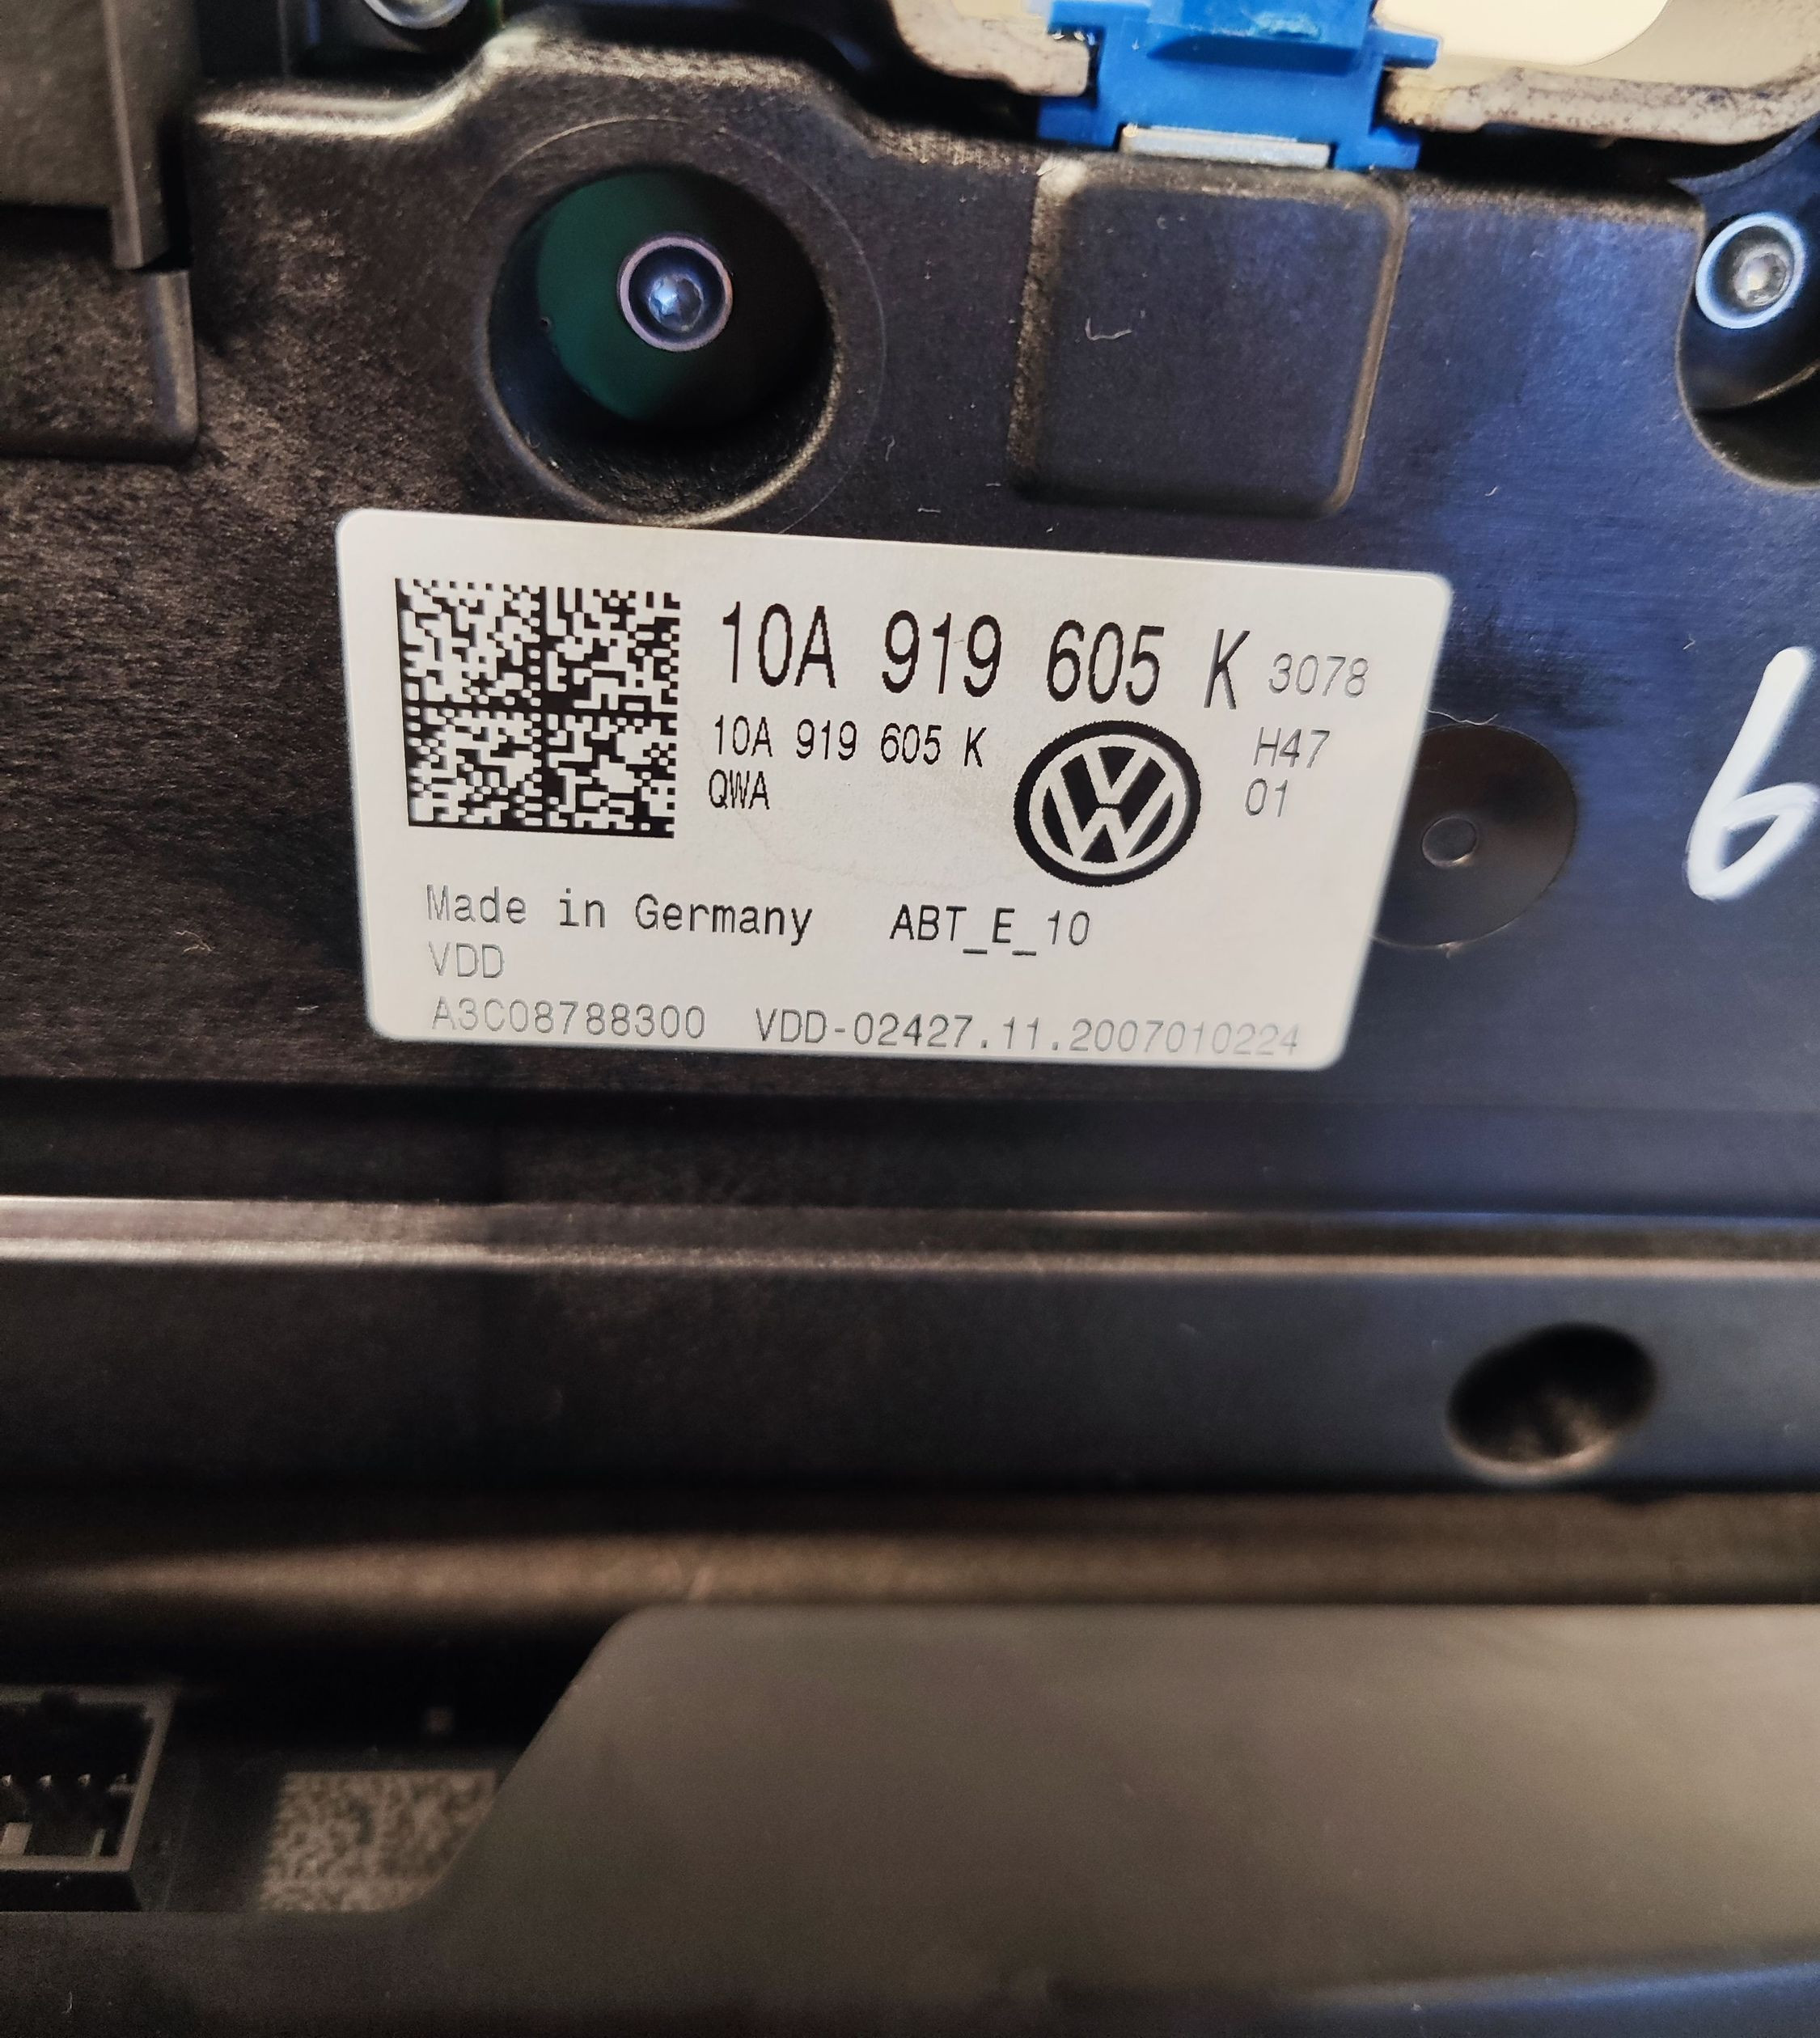 10A 919 605 K 3078
10A 919 605 K H47
QWA 01
Made in Germany ABT_E_10
VDD
A3C08788300 VDD-02427.11.2007010224
6